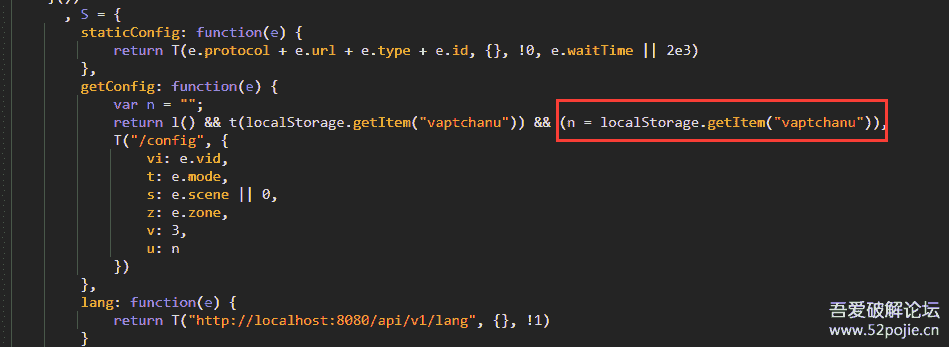 , S = {
staticConfig: function(e) {
return T(e.protocol + e.url + e.type + e.id, {}, !0, e.waitTime || 2e3)
},
getConfig: function(e) {
var n = "";
return l() && t(localStorage.getItem("vaptchanu")) && (n = localStorage.getItem("vaptchanu")),
T("/config", {
vi: e.vid,
t: e.mode,
s: e.scene || 0,
z: e.zone,
v: 3,
u: n
})
},
lang: function(e) {
return T("http://localhost:8080/api/v1/lang", {}, !1)
}
吾爱破解论坛
www.52pojie.cn